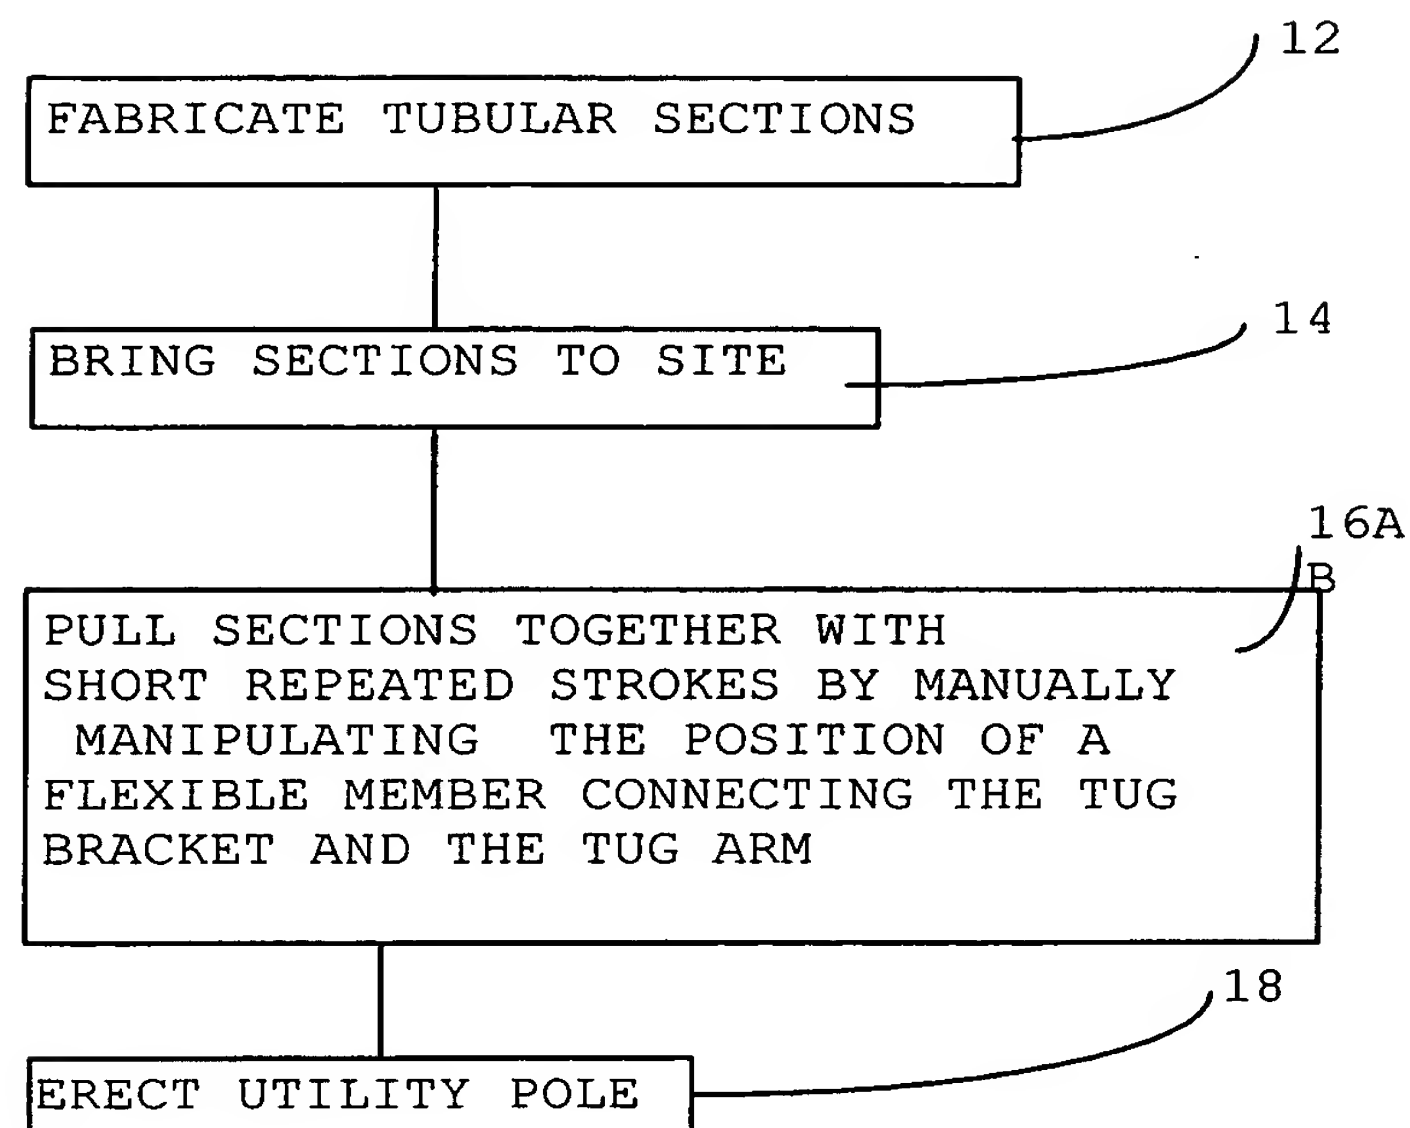 12
FABRICATE TUBULAR SECTIONS
14
BRING SECTIONS TO SITE
16A
B
PULL SECTIONS TOGETHER WITH
SHORT REPEATED STROKES BY MANUALLY
MANIPULATING THE POSITION OF A
FLEXIBLE MEMBER CONNECTING THE TUG
BRACKET AND THE TUG ARM
18
ERECT UTILITY POLE